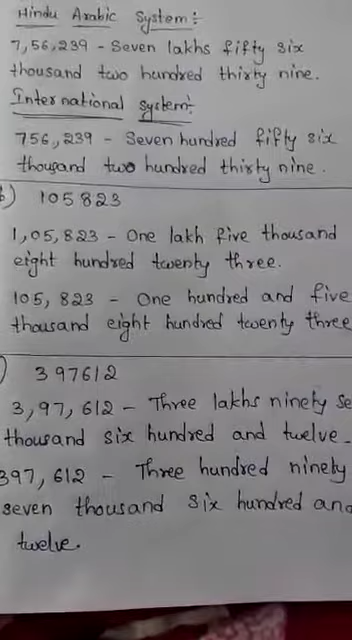 Hindu Arabic System:-
7,56,239 - Seven lakhs fifty six
thousand two hundred thirty nine.
International system:-
756,239 - Seven hundred fifty six
thousand two hundred thirty nine.
) 105823
1,05,823 - One lakh five thousand
eight hundred twenty three.
105,823 - One hundred and five
thousand eight hundred twenty three
) 397612
3,97,612 - Three lakhs ninety se
thousand six hundred and twelve.
397,612 - Three hundred ninety
seven thousand six hundred and
twelve.